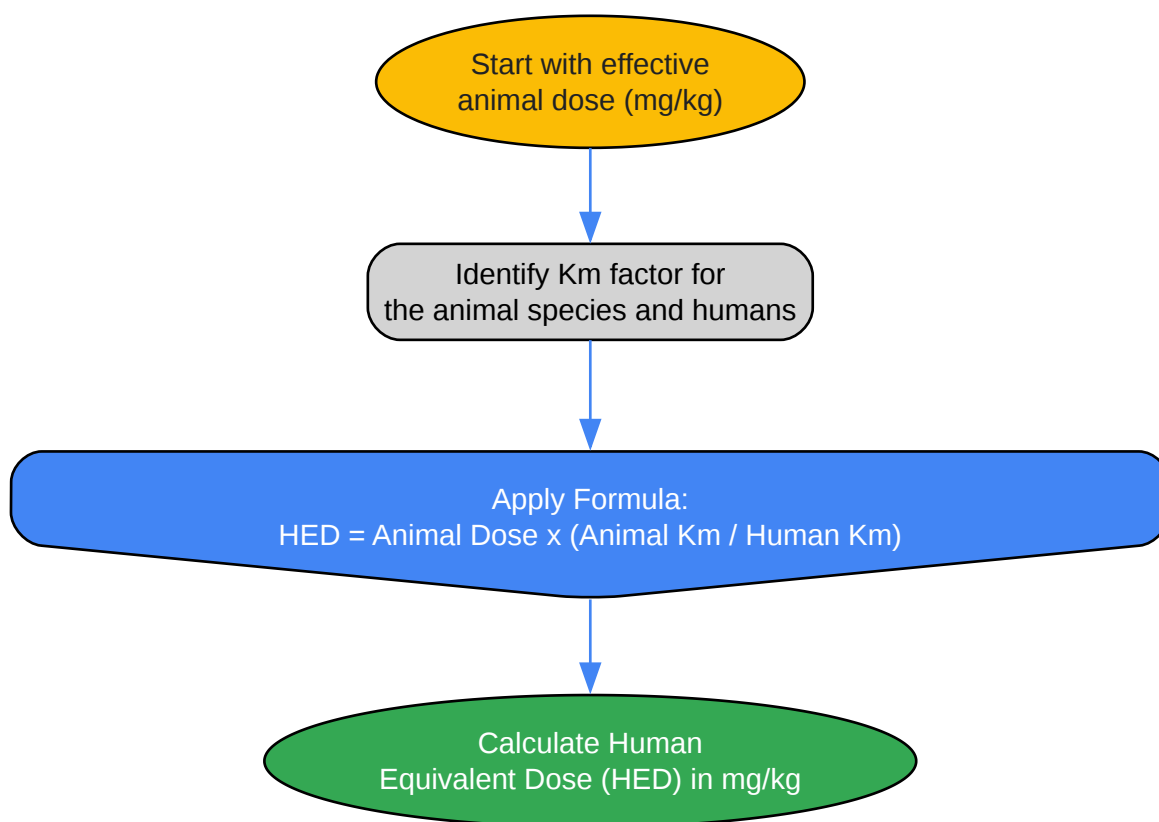 Start with effective
animal dose (mg/kg)
Identify Km factor for
the animal species and humans
Apply Formula:
HED = Animal Dose x (Animal Km / Human Km)
Calculate Human
Equivalent Dose (HED) in mg/kg